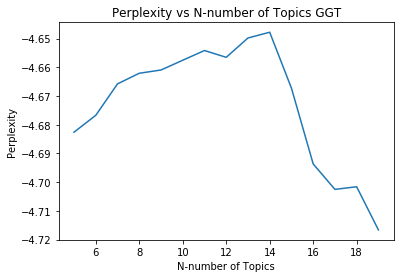 Perplexity vs N-number of Topics GGT
−4.65
−4.66
−4.67
−4.68
−4.69
−4.70
−4.71
−4.72
Perplexity
6 8 10 12 14 16 18
N-number of Topics